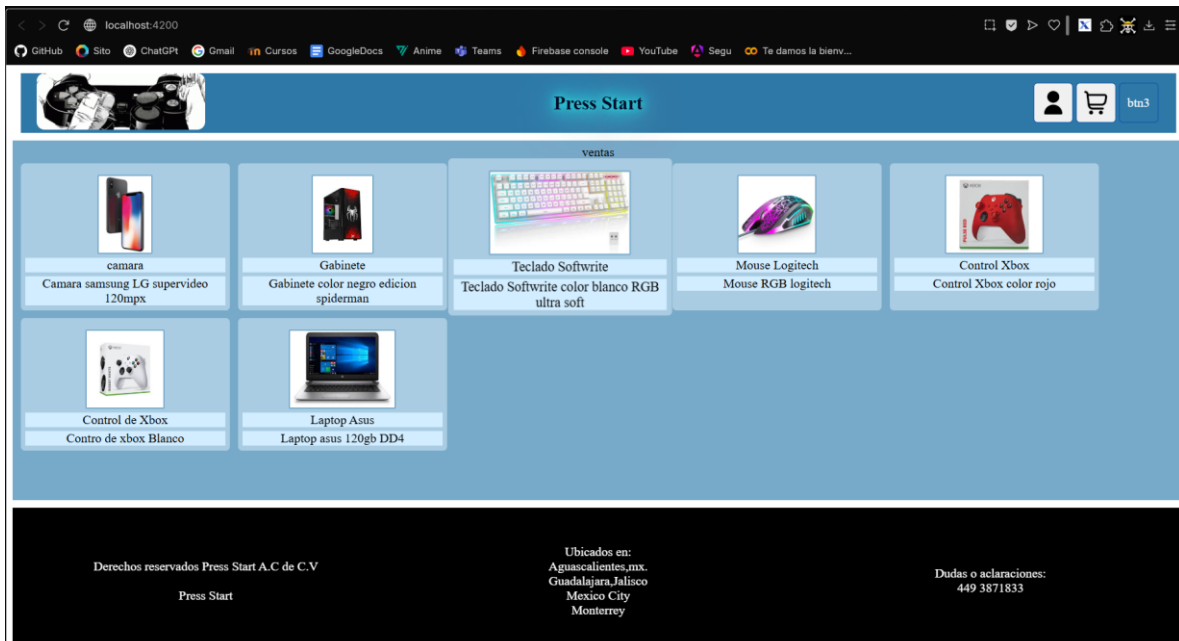 localhost:4200
GitHub Sito ChatGPt Gmail Cursos GoogleDocs Anime Teams Firebase console YouTube Segu Te damos la bienv...
Press Start
btn3
ventas
camara
Camara samsung LG supervideo
120mpx
Gabinete
Gabinete color negro edicion
spiderman
Teclado Softwrite
Teclado Softwrite color blanco RGB
ultra soft
Mouse Logitech
Mouse RGB logitech
Control Xbox
Control Xbox color rojo
Control de Xbox
Contro de xbox Blanco
Laptop Asus
Laptop asus 120gb DD4
Derechos reservados Press Start A.C de C.V
Press Start
Ubicados en:
Aguascalientes,mx.
Guadalajara,Jalisco
Mexico City
Monterrey
Dudas o aclaraciones:
449 3871833